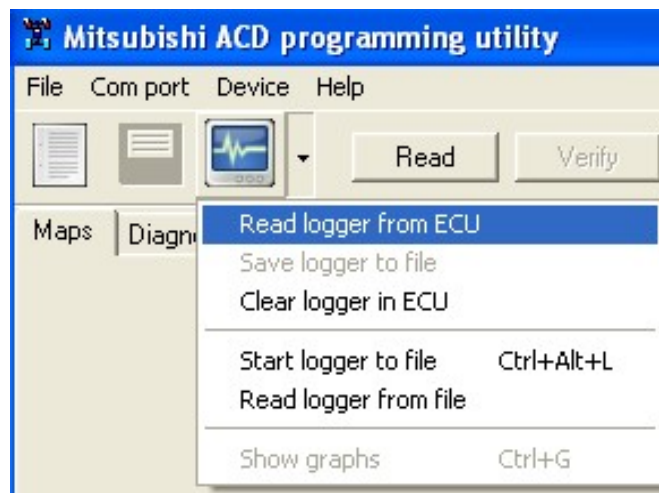 Mitsubishi ACD programming utility
File Com port Device Help
Read Verify
Maps Diagn
Read logger from ECU
Save logger to file
Clear logger in ECU
Start logger to file Ctrl+Alt+L
Read logger from file
Show graphs Ctrl+G